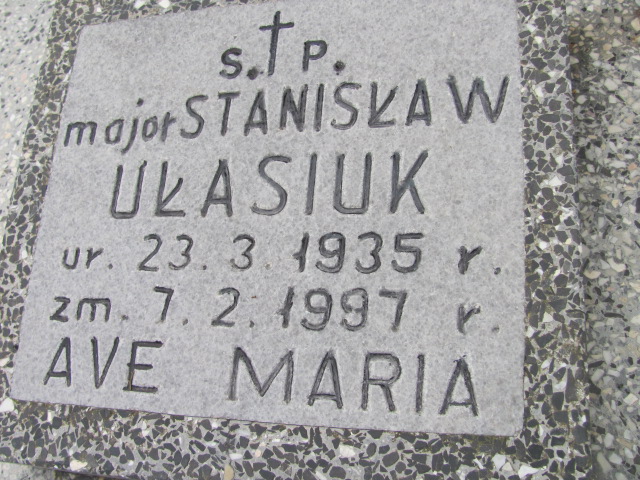 ś.†p.
major STANISŁAW
UŁASIUK
ur. 23. 3. 1935 r.
zm. 7. 2. 1997 r.
AVE MARIA